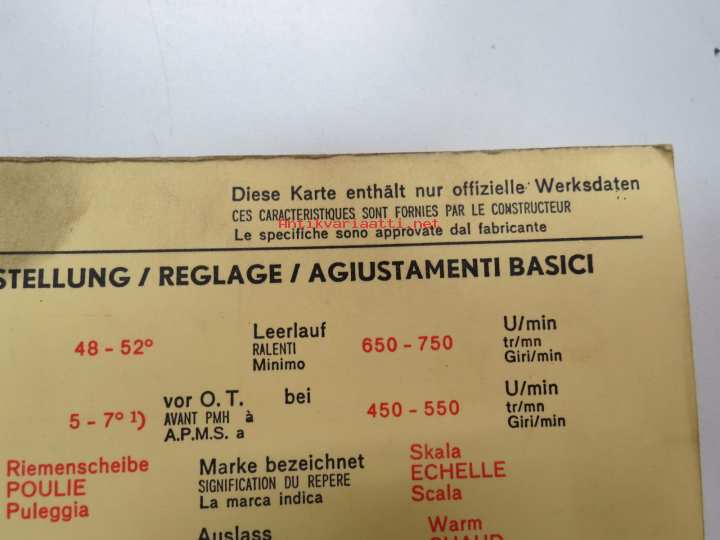 Diese Karte enthält nur offizielle Werksdaten
CES CARACTERISTIQUES SONT FORNIES PAR LE CONSTRUCTEUR
Antikvariaatti.net
Le specifiche sono approvate dal fabricante
STELLUNG / REGLAGE / AGIUSTAMENTI BASICI
48 - 52°
Leerlauf
RALENTI
Minimo
650 - 750
U/min
tr/mn
Giri/min
5 - 7° 1)
vor O. T. bei
AVANT PMH à
A.P.M.S. a
450 - 550
U/min
tr/mn
Giri/min
Riemenscheibe
POULIE
Puleggia
Marke bezeichnet
SIGNIFICATION DU REPERE
La marca indica
Skala
ECHELLE
Scala
Auslass
Warm
CHAUD